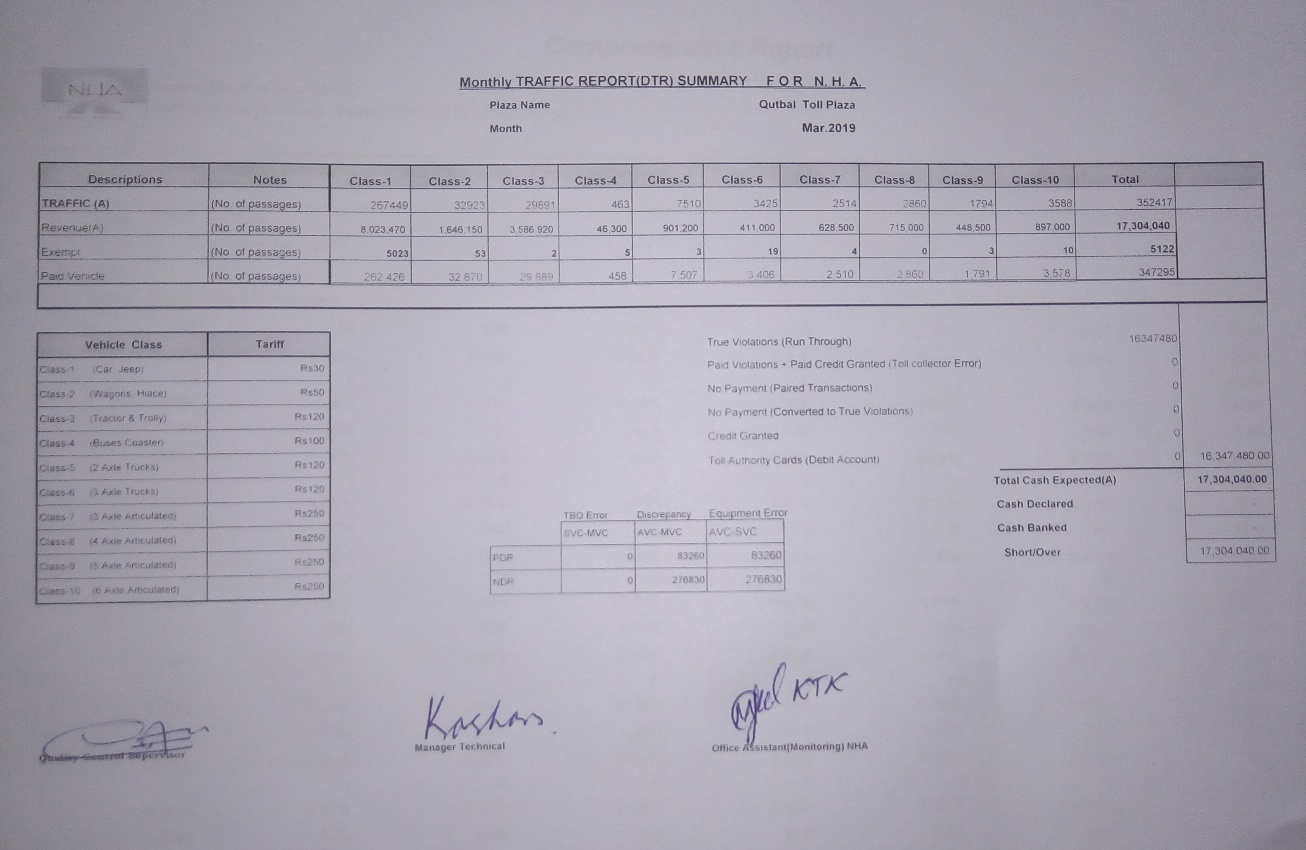 NHA
Monthly TRAFFIC REPORT(DTR) SUMMARY F O R N. H. A.
Plaza Name Qutbal Toll Plaza
Month Mar.2019
Descriptions Notes Class-1 Class-2 Class-3 Class-4 Class-5 Class-6 Class-7 Class-8 Class-9 Class-10 Total
TRAFFIC (A) (No. of passages) 267449 32923 29891 463 7510 3425 2514 2860 1794 3588 352417
Revenue(A) (No. of passages) 8,023,470 1,646,150 3,586,920 46,300 901,200 411,000 628,500 715,000 448,500 897,000 17,304,040
Exempt (No. of passages) 5023 53 2 5 3 19 4 0 3 10 5122
Paid Vehicle (No. of passages) 262,426 32,870 29,889 458 7,507 3,406 2,510 2,860 1,791 3,578 347295
Vehicle Class Tariff
Class-1 (Car Jeep) Rs30
Class-2 (Wagons Hiace) Rs50
Class-3 (Tractor & Trolly) Rs120
Class-4 (Buses Coaster) Rs100
Class-5 (2 Axle Trucks) Rs120
Class-6 (3 Axle Trucks) Rs120
Class-7 (3 Axle Articulated) Rs250
Class-8 (4 Axle Articulated) Rs250
Class-9 (5 Axle Articulated) Rs250
Class-10 (6 Axle Articulated) Rs250
True Violations (Run Through) 16347480
Paid Violations + Paid Credit Granted (Toll collector Error) 0
No Payment (Paired Transactions) 0
No Payment (Converted to True Violations) 0
Credit Granted 0
Toll Authority Cards (Debit Account) 0 16,347,480.00
Total Cash Expected(A) 17,304,040.00
Cash Declared -
Cash Banked -
Short/Over 17,304,040.00
TBO Error Discrepancy Equipment Error
SVC-MVC AVC-MVC AVC-SVC
PDR 0 83260 83260
NDR 0 276830 276830
Kashan
KTK
Quality Control Supervisor
Manager Technical
Office Assistant(Monitoring) NHA